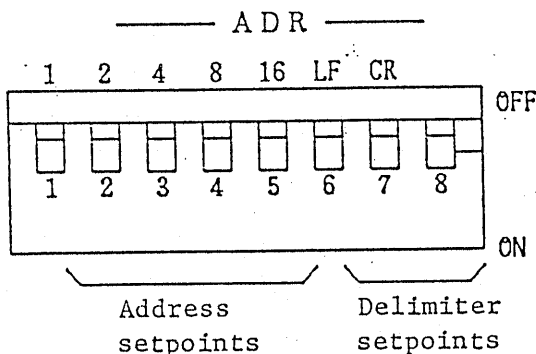 ADR
1 2 4 8 16 LF CR
OFF
1 2 3 4 5 6 7 8
ON
Address Delimiter
setpoints setpoints